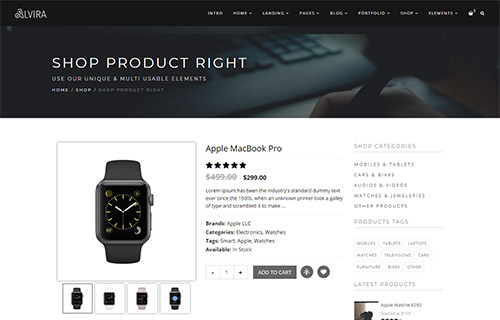 ALVIRA
INTRO HOME LANDING PAGES BLOG PORTFOLIO SHOP ELEMENTS
SHOP PRODUCT RIGHT
USE OUR UNIQUE & MULTI USABLE ELEMENTS
HOME / SHOP / SHOP PRODUCT RIGHT
Apple MacBook Pro
$499.00 $299.00
Lorem Ipsum has been the industry's standard dummy text
ever since the 1500s, when an unknown printer took a galley
of type and scrambled it to make ...
Brands: Apple LLC
Categories: Electronics, Watches
Tags: Smart, Apple, Watches
Available: In Stock
- 1 + ADD TO CART
SHOP CATEGORIES
MOBILES & TABLETS
CARS & BIKES
AUDIOS & VIDEOS
WATCHES & JEWELERIES
OTHER PRODUCTS
PRODUCTS TAGS
MOBILES TABLETS LAPTOPS
WATCHES TELEVISIONS CARS
FURNITURE BIKES OTHER
LATEST PRODUCTS
Apple Watche $250
Started at $115